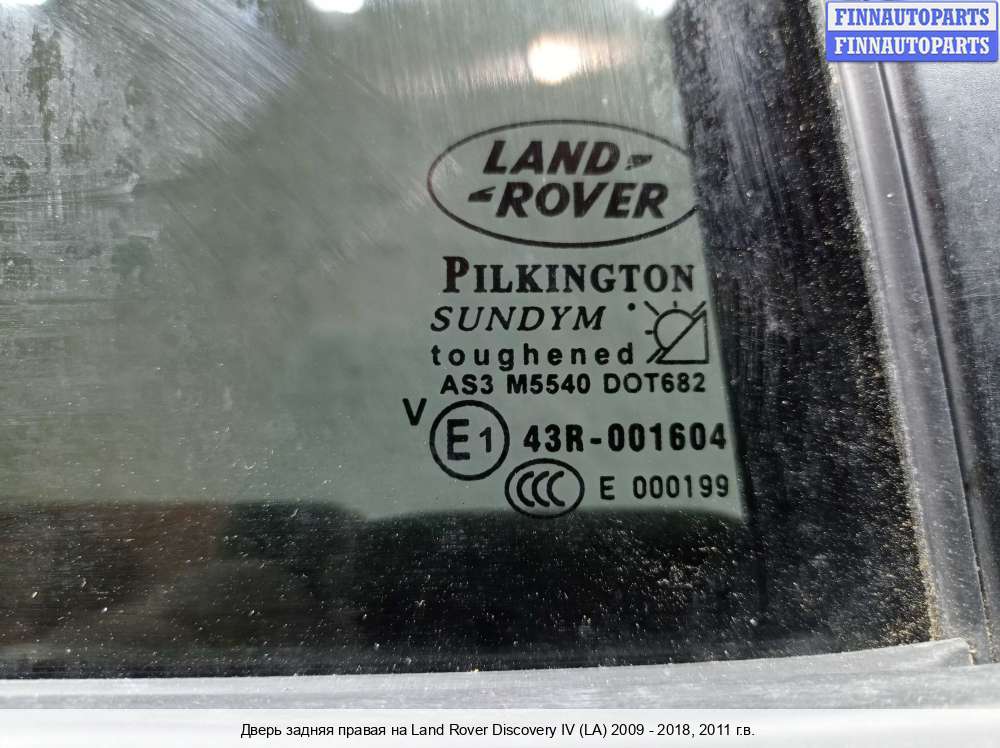 FINNAUTOPARTS
FINNAUTOPARTS
LAND
ROVER
PILKINGTON
SUNDYM
toughened
AS3 M5540 DOT682
V
E1 43R-001604
CCC E 000199
Дверь задняя правая на Land Rover Discovery IV (LA) 2009 - 2018, 2011 г.в.